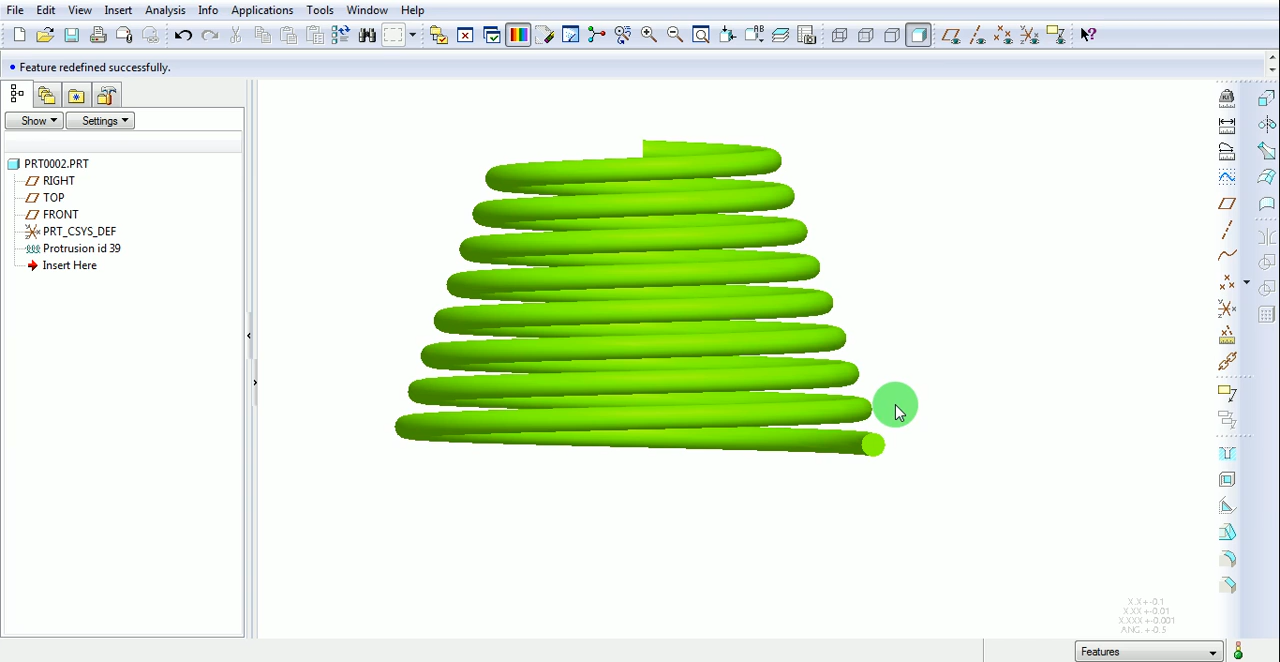 File Edit View Insert Analysis Info Applications Tools Window Help
Feature redefined successfully.
Show Settings
PRT0002.PRT
RIGHT
TOP
FRONT
PRT_CSYS_DEF
Protrusion id 39
Insert Here
X.X+-0.1
X.XX+-0.01
X.XXX+-0.001
ANG.+-0.5
Features